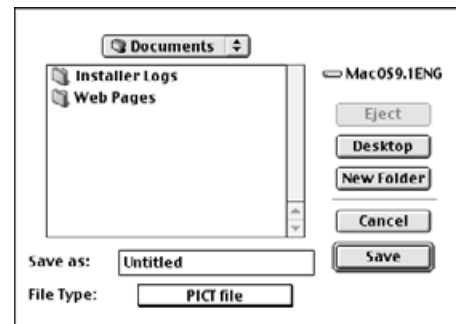 Documents
Installer Logs
MacOS9.1ENG
Web Pages
Eject
Desktop
New Folder
Cancel
Save as: Untitled
Save
File Type: PICT file